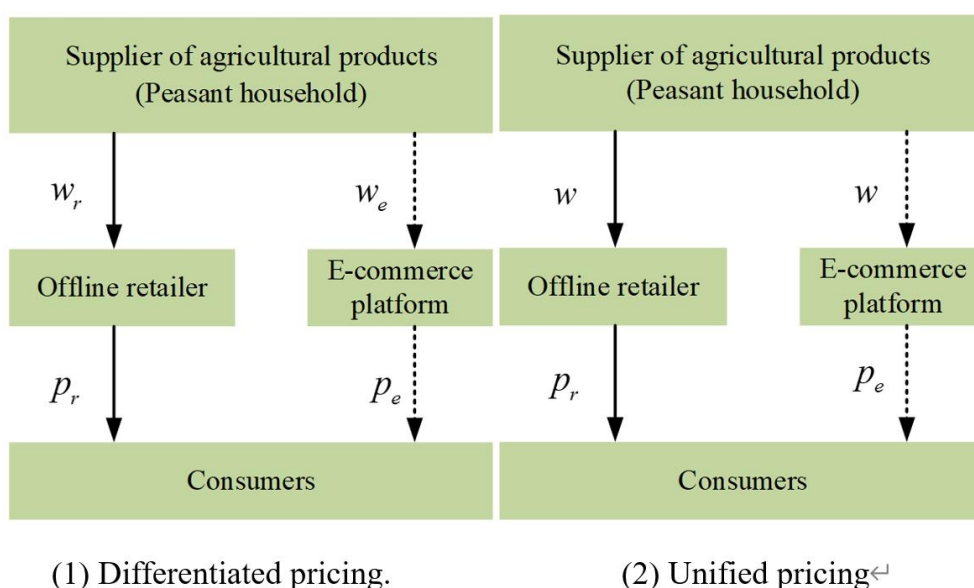 Supplier of agricultural products
(Peasant household)
w_r
w_e
Offline retailer
E-commerce
platform
p_r
p_e
Consumers
(1) Differentiated pricing.
Supplier of agricultural products
(Peasant household)
w
w
Offline retailer
E-commerce
platform
p_r
p_e
Consumers
(2) Unified pricing↵